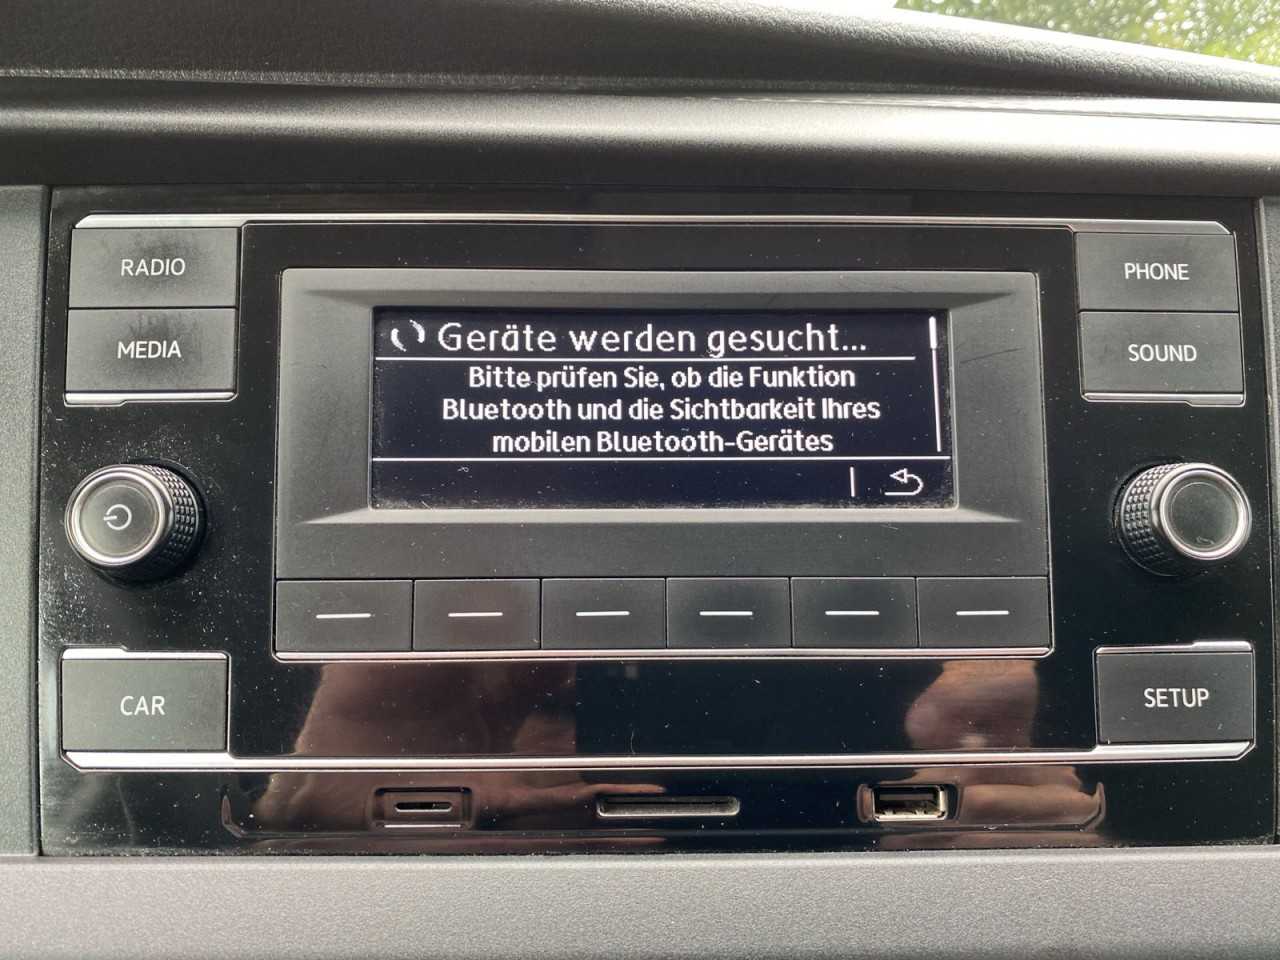 RADIO
MEDIA
PHONE
SOUND
Geräte werden gesucht...
Bitte prüfen Sie, ob die Funktion
Bluetooth und die Sichtbarkeit Ihres
mobilen Bluetooth-Gerätes
CAR
SETUP